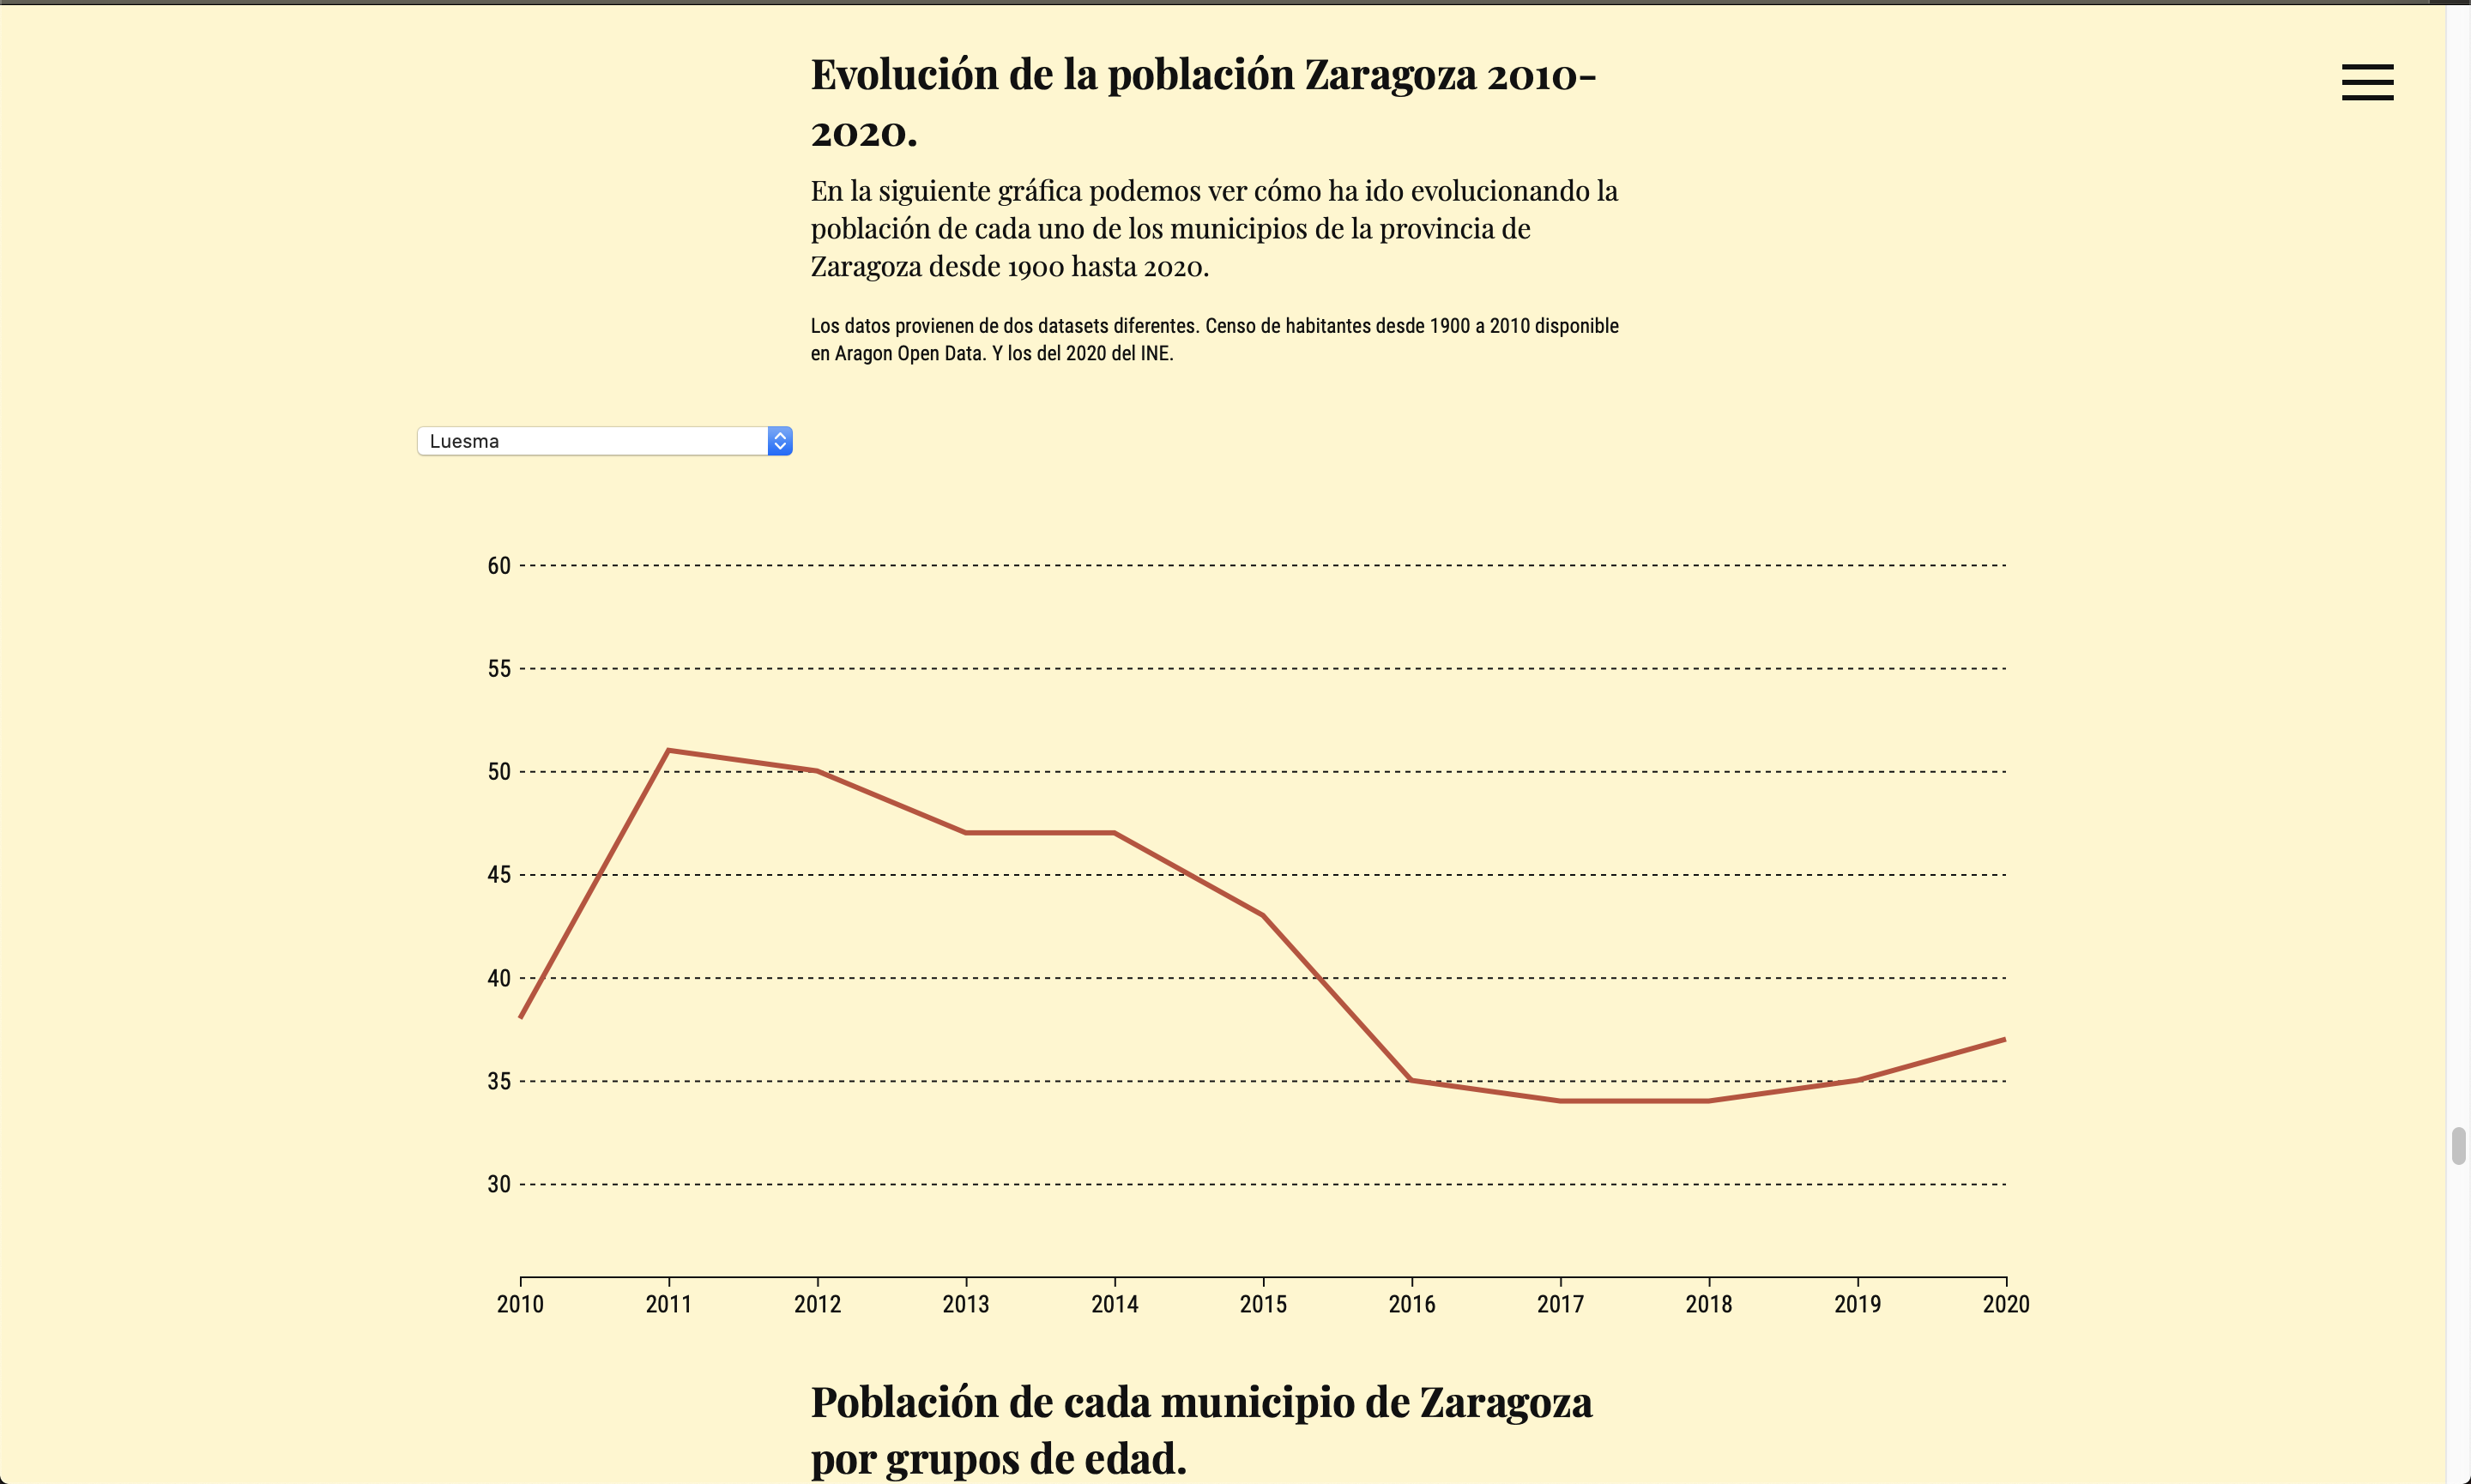 Evolución de la población Zaragoza 2010-
2020.
En la siguiente gráfica podemos ver cómo ha ido evolucionando la
población de cada uno de los municipios de la provincia de
Zaragoza desde 1900 hasta 2020.
Los datos provienen de dos datasets diferentes. Censo de habitantes desde 1900 a 2010 disponible
en Aragon Open Data. Y los del 2020 del INE.
Luesma
60
55
50
45
40
35
30
2010 2011 2012 2013 2014 2015 2016 2017 2018 2019 2020
Población de cada municipio de Zaragoza
por grupos de edad.